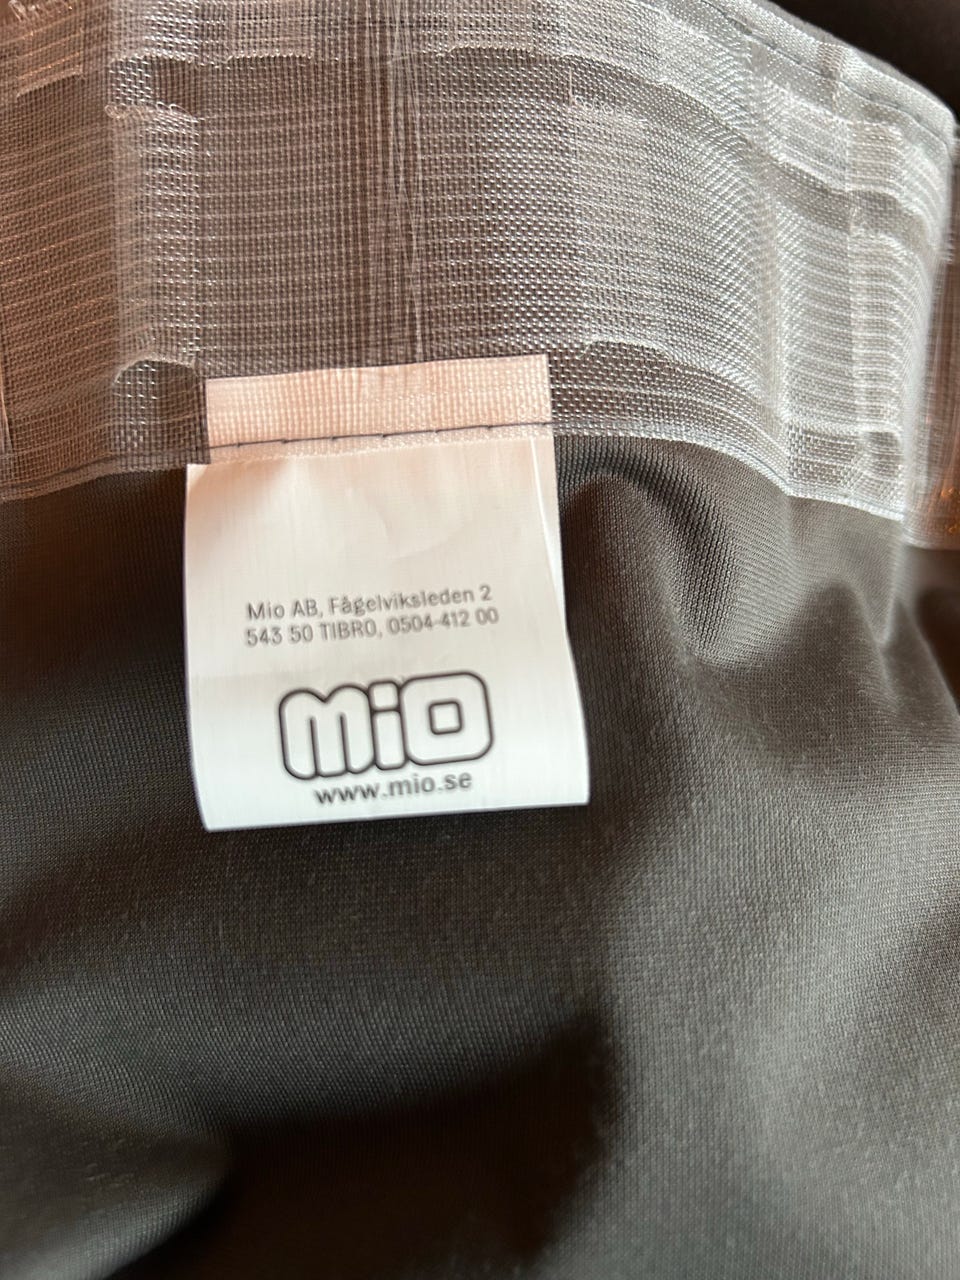 Mio AB, Fågelviksleden 2
543 50 TIBRO, 0504-412 00
MiO
www.mio.se